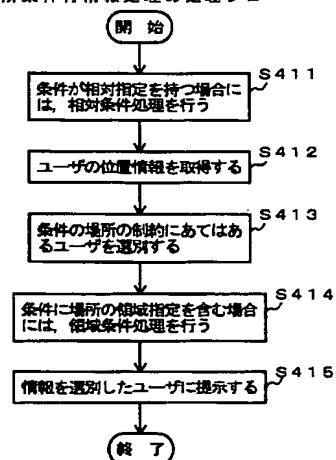 開 始
S411
条件が相対指定を持つ場合に
は，相対条件処理を行う
S412
ユーザの位置情報を取得する
S413
条件の場所の制約にあてはあ
るユーザを選別する
S414
条件に場所の領域指定を含む場合
には，領域条件処理を行う
S415
情報を選別したユーザに提示する
終 了